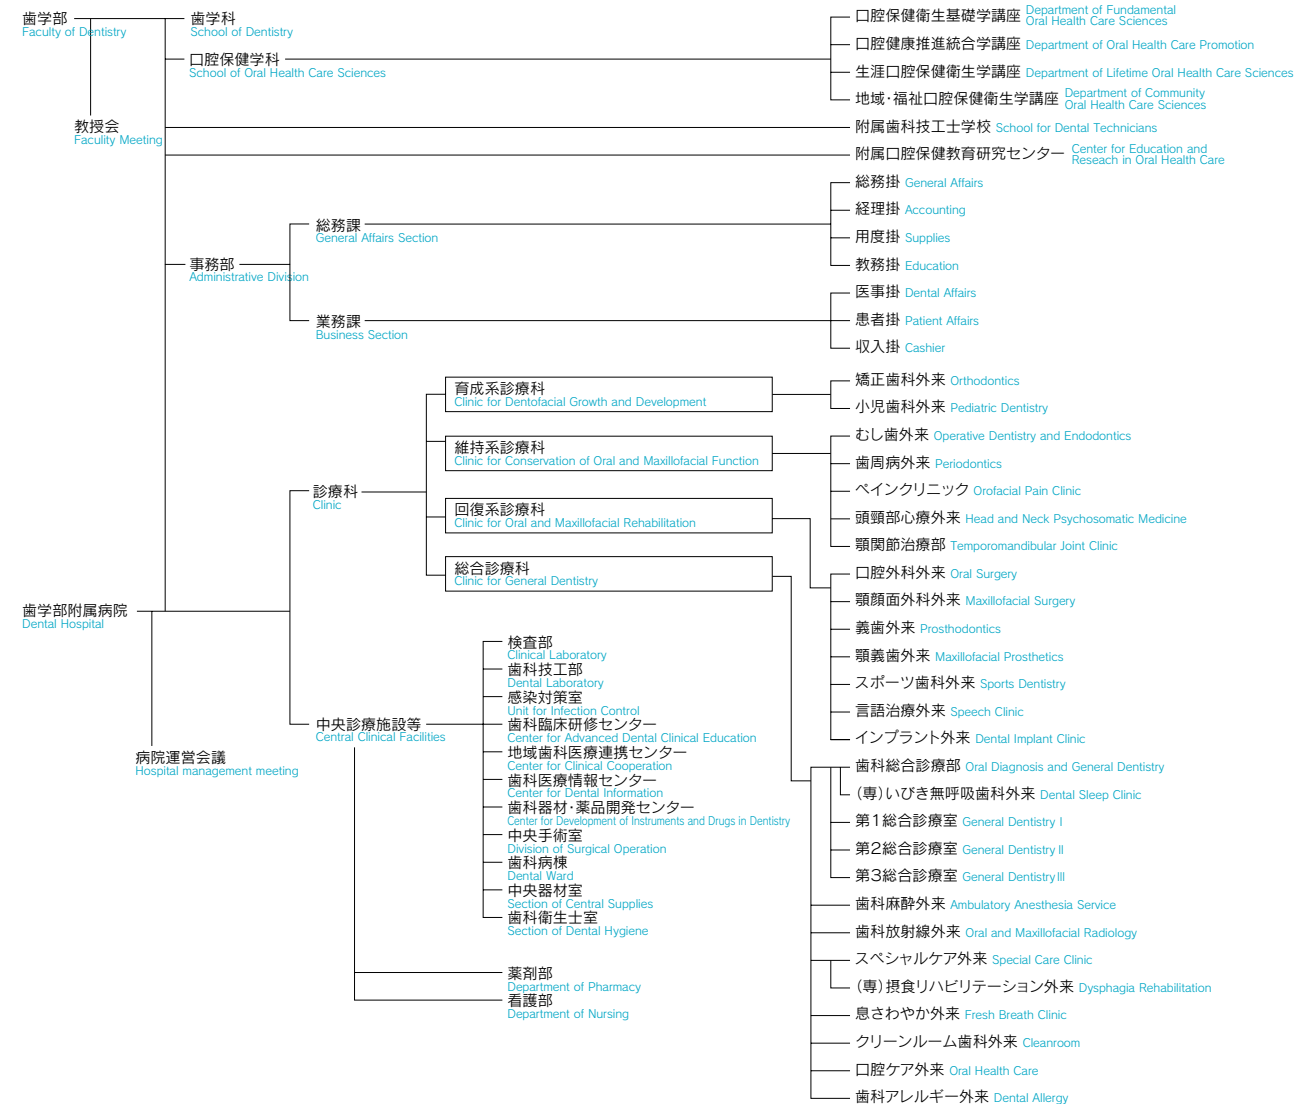 歯学部
Faculty of Dentistry
歯学科
School of Dentistry
口腔保健学科
School of Oral Health Care Sciences
口腔保健衛生基礎学講座 Department of Fundamental
Oral Health Care Sciences
口腔健康推進統合学講座 Department of Oral Health Care Promotion
生涯口腔保健衛生学講座 Department of Lifetime Oral Health Care Sciences
地域・福祉口腔保健衛生学講座 Department of Community
Oral Health Care Sciences
教授会
Faculity Meeting
附属歯科技工士学校 School for Dental Technicians
附属口腔保健教育研究センター Center for Education and
Reseach in Oral Health Care
事務部
Administrative Division
総務課
General Affairs Section
総務掛 General Affairs
経理掛 Accounting
用度掛 Supplies
教務掛 Education
業務課
Business Section
医事掛 Dental Affairs
患者掛 Patient Affairs
収入掛 Cashier
歯学部附属病院
Dental Hospital
病院運営会議
Hospital management meeting
診療科
Clinic
育成系診療科
Clinic for Dentofacial Growth and Development
矯正歯科外来 Orthodontics
小児歯科外来 Pediatric Dentistry
維持系診療科
Clinic for Conservation of Oral and Maxillofacial Function
むし歯外来 Operative Dentistry and Endodontics
歯周病外来 Periodontics
ペインクリニック Orofacial Pain Clinic
頭頸部心療外来 Head and Neck Psychosomatic Medicine
顎関節治療部 Temporomandibular Joint Clinic
回復系診療科
Clinic for Oral and Maxillofacial Rehabilitation
口腔外科外来 Oral Surgery
顎顔面外科外来 Maxillofacial Surgery
義歯外来 Prosthodontics
顎義歯外来 Maxillofacial Prosthetics
スポーツ歯科外来 Sports Dentistry
言語治療外来 Speech Clinic
インプラント外来 Dental Implant Clinic
総合診療科
Clinic for General Dentistry
歯科総合診療部 Oral Diagnosis and General Dentistry
(専)いびき無呼吸歯科外来 Dental Sleep Clinic
第1総合診療室 General Dentistry I
第2総合診療室 General Dentistry II
第3総合診療室 General Dentistry III
歯科麻酔外来 Ambulatory Anesthesia Service
歯科放射線外来 Oral and Maxillofacial Radiology
スペシャルケア外来 Special Care Clinic
(専)摂食リハビリテーション外来 Dysphagia Rehabilitation
息さわやか外来 Fresh Breath Clinic
クリーンルーム歯科外来 Cleanroom
口腔ケア外来 Oral Health Care
歯科アレルギー外来 Dental Allergy
中央診療施設等
Central Clinical Facilities
検査部
Clinical Laboratory
歯科技工部
Dental Laboratory
感染対策室
Unit for Infection Control
歯科臨床研修センター
Center for Advanced Dental Clinical Education
地域歯科医療連携センター
Center for Clinical Cooperation
歯科医療情報センター
Center for Dental Information
歯科器材・薬品開発センター
Center for Development of Instruments and Drugs in Dentistry
中央手術室
Division of Surgical Operation
歯科病棟
Dental Ward
中央器材室
Section of Central Supplies
歯科衛生士室
Section of Dental Hygiene
薬剤部
Department of Pharmacy
看護部
Department of Nursing